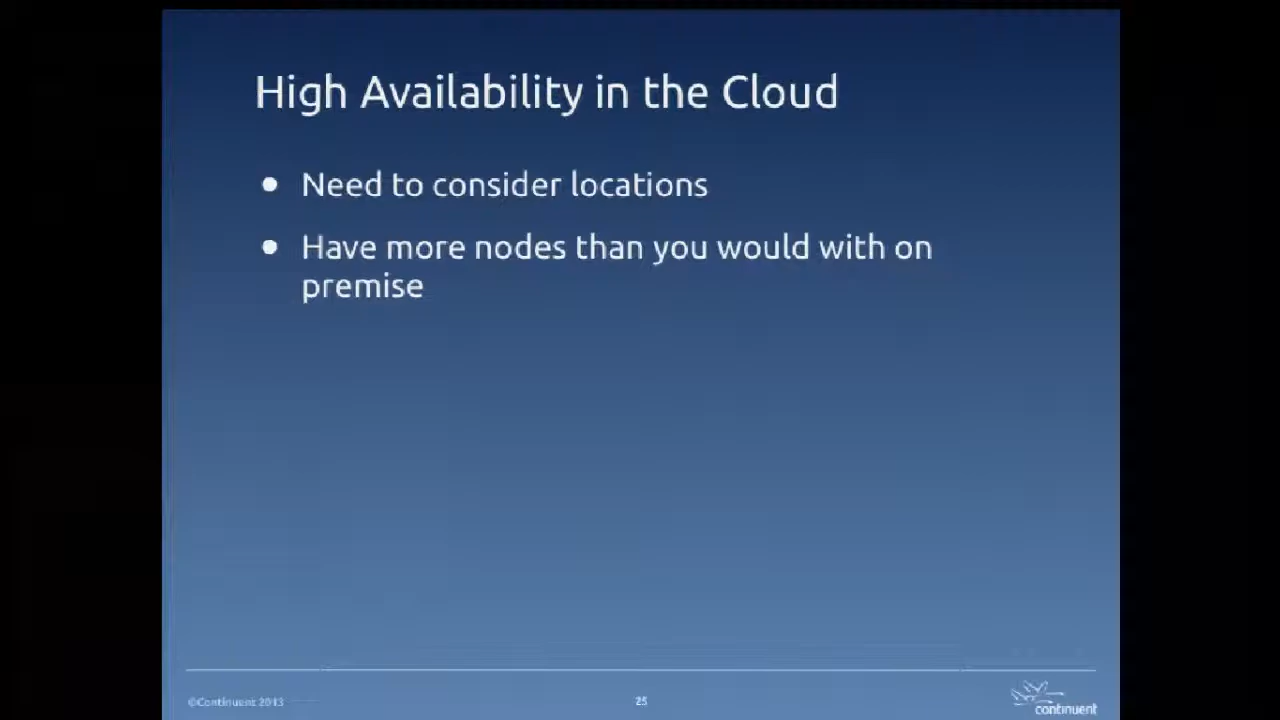 High Availability in the Cloud
● Need to consider locations
● Have more nodes than you would with on
premise
©Continuent 2013
25
continuent